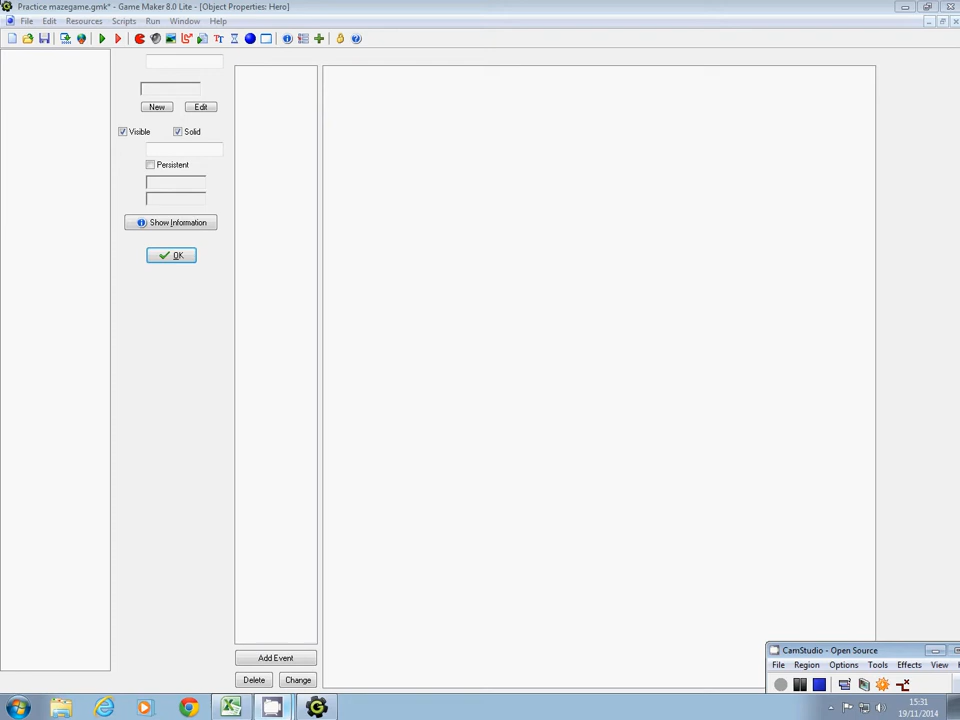 Practice mazegame.gmk* - Game Maker 8.0 Lite - [Object Properties: Hero]
File Edit Resources Scripts Run Window Help
New Edit
Visible Solid
Persistent
Show Information
OK
Add Event
Delete Change
CamStudio - Open Source
File Region Options Tools Effects View
15:31
19/11/2014